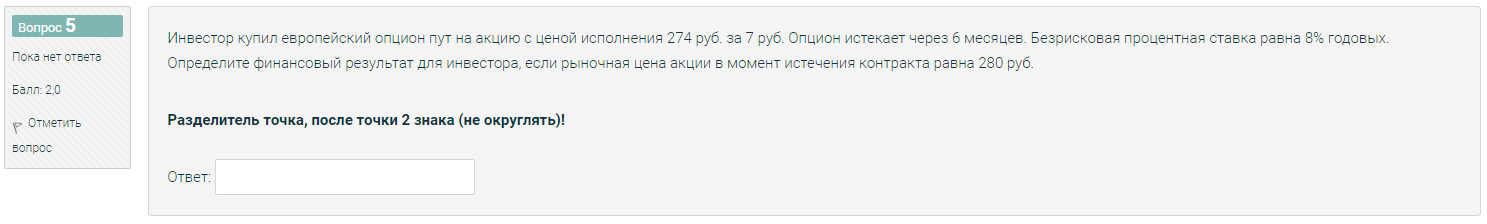 Вопрос 5
Пока нет ответа
Балл: 2,0
Отметить
вопрос
Инвестор купил европейский опцион пут на акцию с ценой исполнения 274 руб. за 7 руб. Опцион истекает через 6 месяцев. Безрисковая процентная ставка равна 8% годовых.
Определите финансовый результат для инвестора, если рыночная цена акции в момент истечения контракта равна 280 руб.
Разделитель точка, после точки 2 знака (не округлять)!
Ответ: